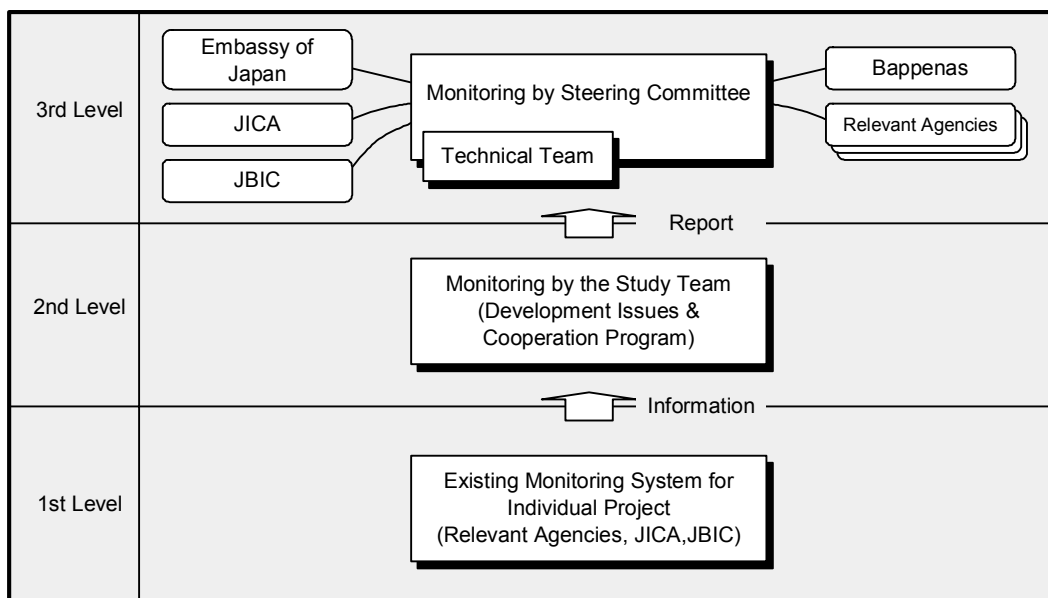 3rd Level
Embassy of
Japan
JICA
JBIC
Monitoring by Steering Committee
Technical Team
Bappenas
Relevant Agencies
Report
2nd Level
Monitoring by the Study Team
(Development Issues &
Cooperation Program)
Information
1st Level
Existing Monitoring System for
Individual Project
(Relevant Agencies, JICA,JBIC)